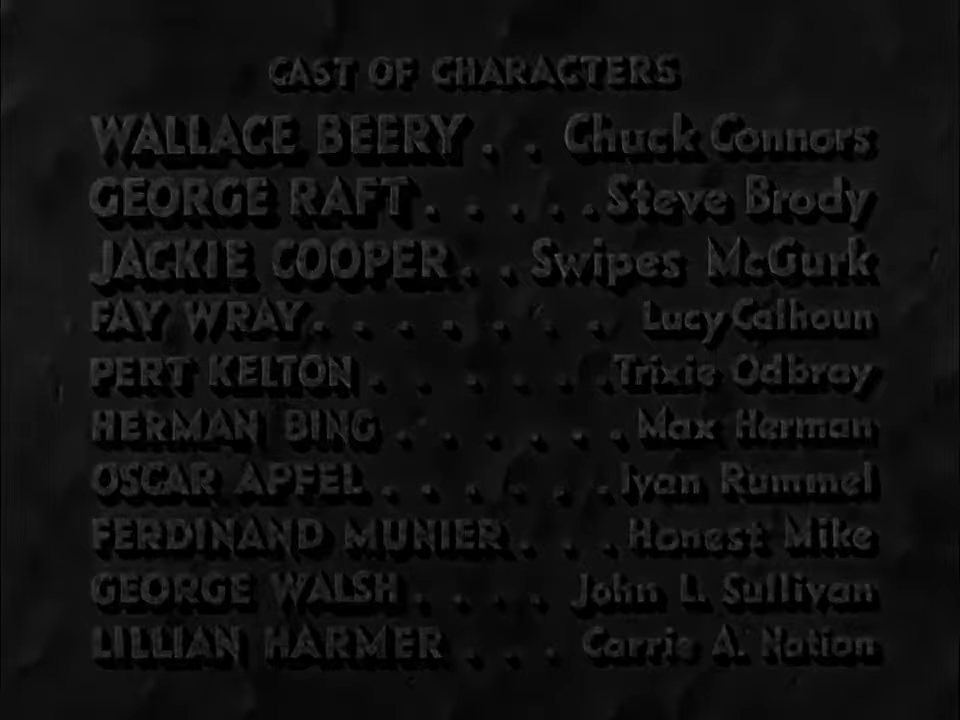 CAST OF CHARACTERS
WALLACE BEERY . . Chuck Connors
GEORGE RAFT . . . . . Steve Brody
JACKIE COOPER . . Swipes McGurk
FAY WRAY . . . . . . . Lucy Calhoun
PERT KELTON . . . . . . Trixie Odbray
HERMAN BING . . . . . . Max Herman
OSCAR APFEL . . . . . . Ivan Rummel
FERDINAND MUNIER . . . Honest Mike
GEORGE WALSH . . . . John L. Sullivan
LILLIAN HARMER . . . Carrie A. Nation